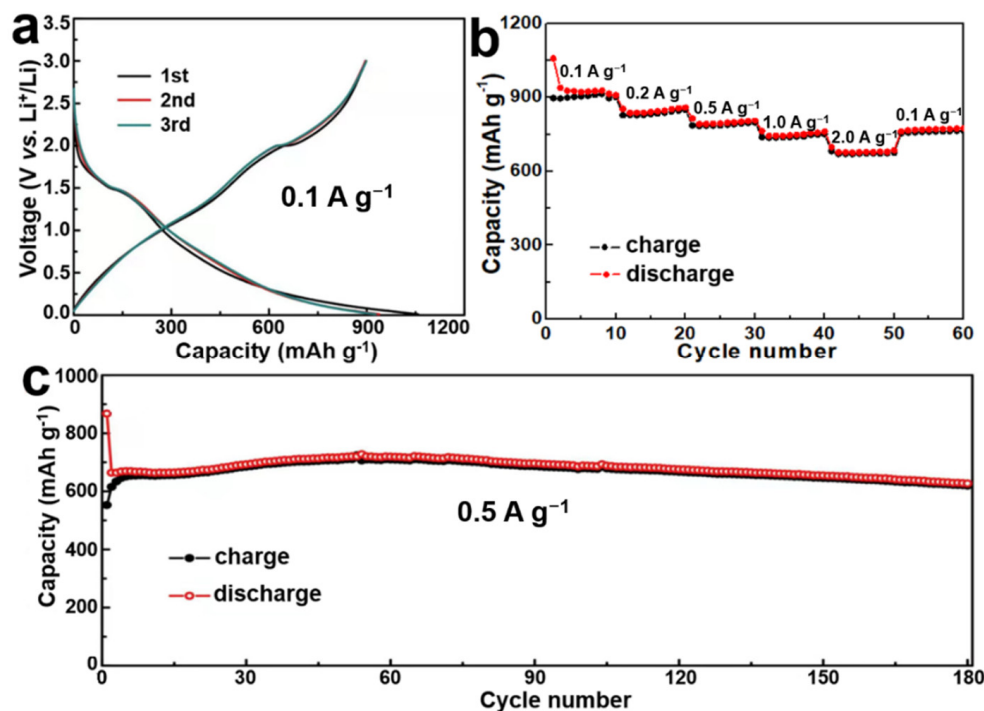 a
Voltage (V vs. Li⁺/Li)
3.5
3.0
2.5
2.0
1.5
1.0
0.5
0.0
1st
2nd
3rd
0.1 A g⁻¹
0 300 600 900 1200
Capacity (mAh g⁻¹)
b
Capacity (mAh g⁻¹)
1200
900
600
300
0
0.1 A g⁻¹
0.2 A g⁻¹
0.5 A g⁻¹
1.0 A g⁻¹
2.0 A g⁻¹
0.1 A g⁻¹
charge
discharge
0 10 20 30 40 50 60
Cycle number
c
Capacity (mAh g⁻¹)
1000
800
600
400
200
0
0.5 A g⁻¹
charge
discharge
0 30 60 90 120 150 180
Cycle number